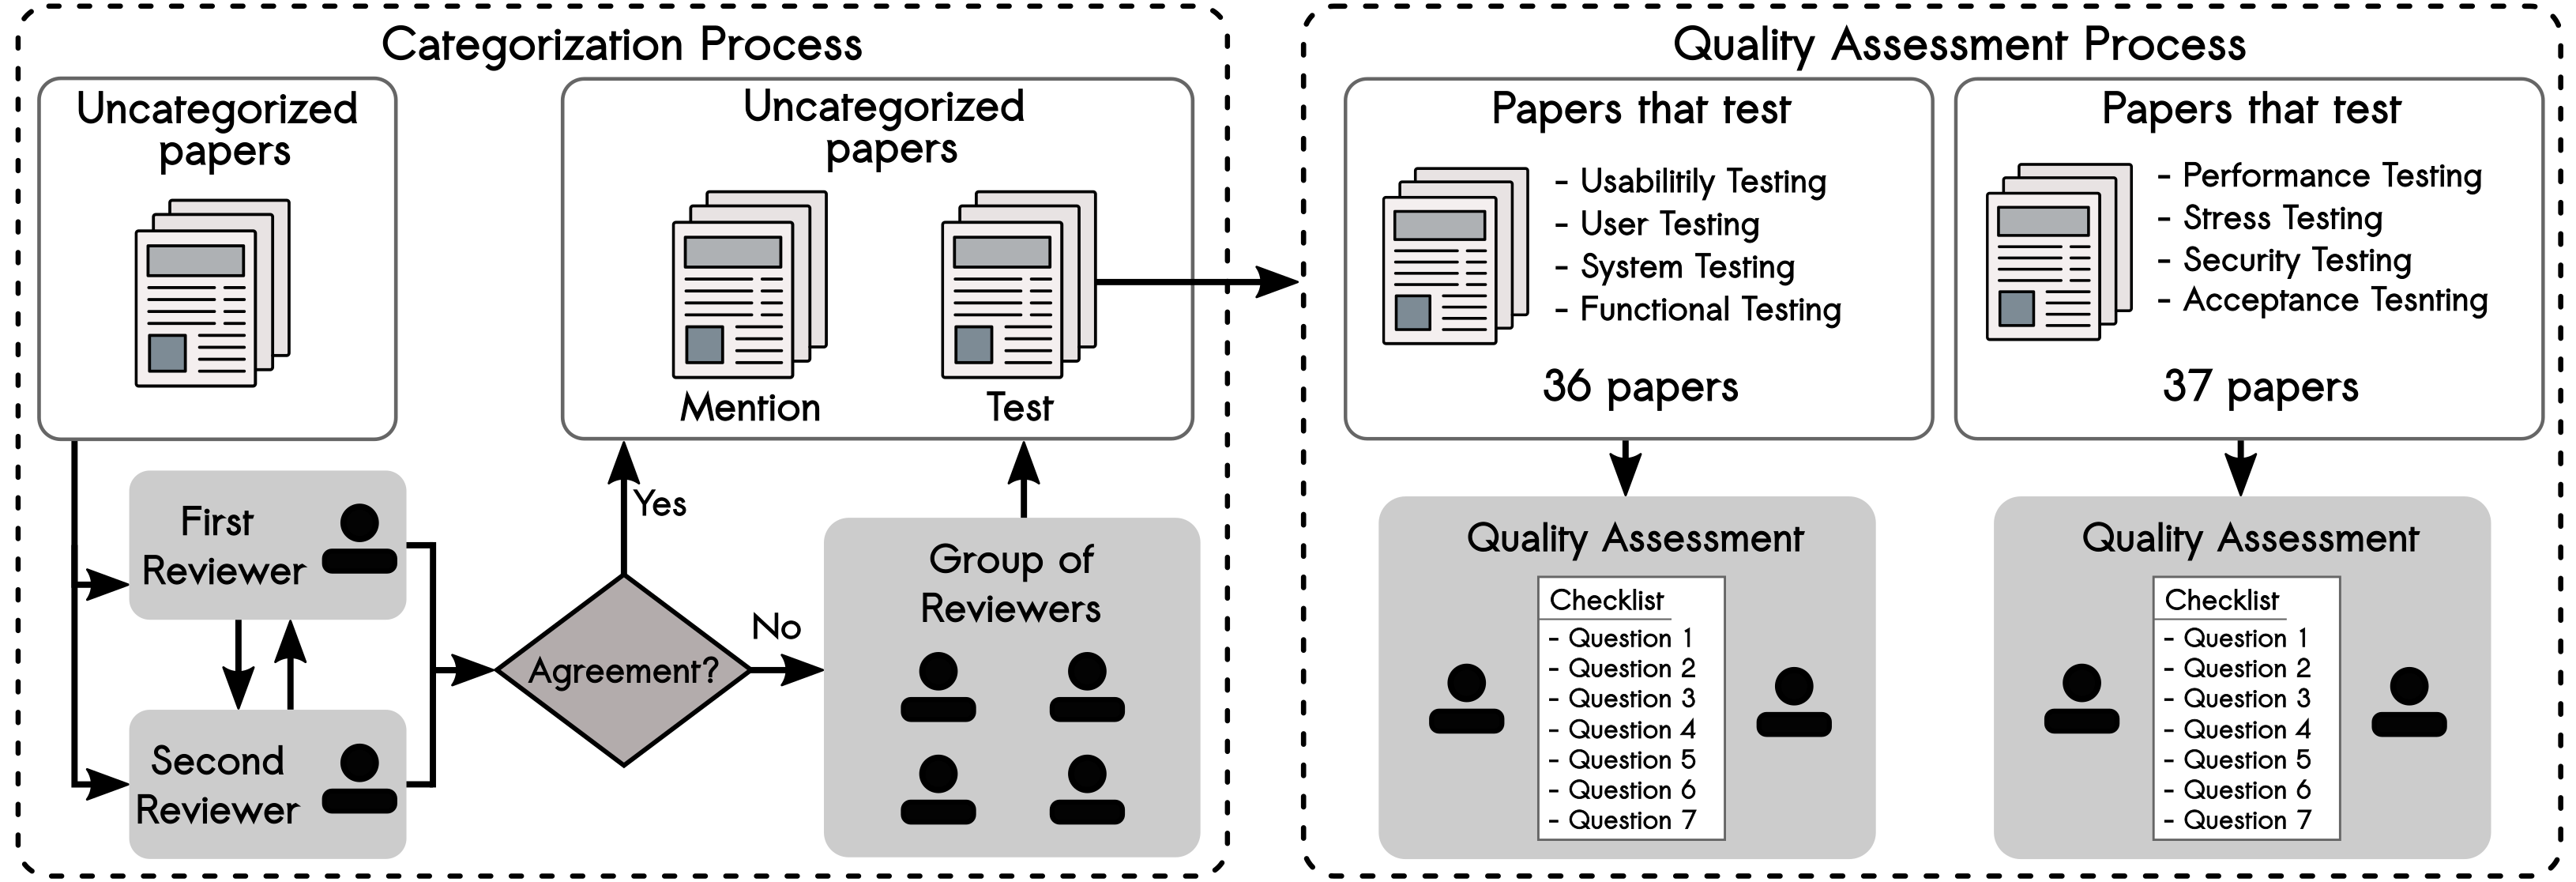 Categorization Process
Uncategorized
papers
Uncategorized
papers
Mention
Test
First
Reviewer
Second
Reviewer
Agreement?
Yes
No
Group of
Reviewers
Quality Assessment Process
Papers that test
- Usabilitily Testing
- User Testing
- System Testing
- Functional Testing
36 papers
Papers that test
- Performance Testing
- Stress Testing
- Security Testing
- Acceptance Tesnting
37 papers
Quality Assessment
Checklist
- Question 1
- Question 2
- Question 3
- Question 4
- Question 5
- Question 6
- Question 7
Quality Assessment
Checklist
- Question 1
- Question 2
- Question 3
- Question 4
- Question 5
- Question 6
- Question 7